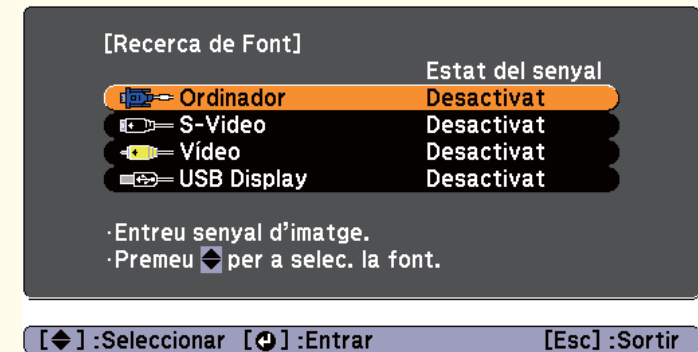 [Recerca de Font]
Estat del senyal
Ordinador Desactivat
S-Video Desactivat
Vídeo Desactivat
USB Display Desactivat
·Entreu senyal d'imatge.
·Premeu ◆ per a selec. la font.
[◆] :Seleccionar [↵] :Entrar [Esc] :Sortir